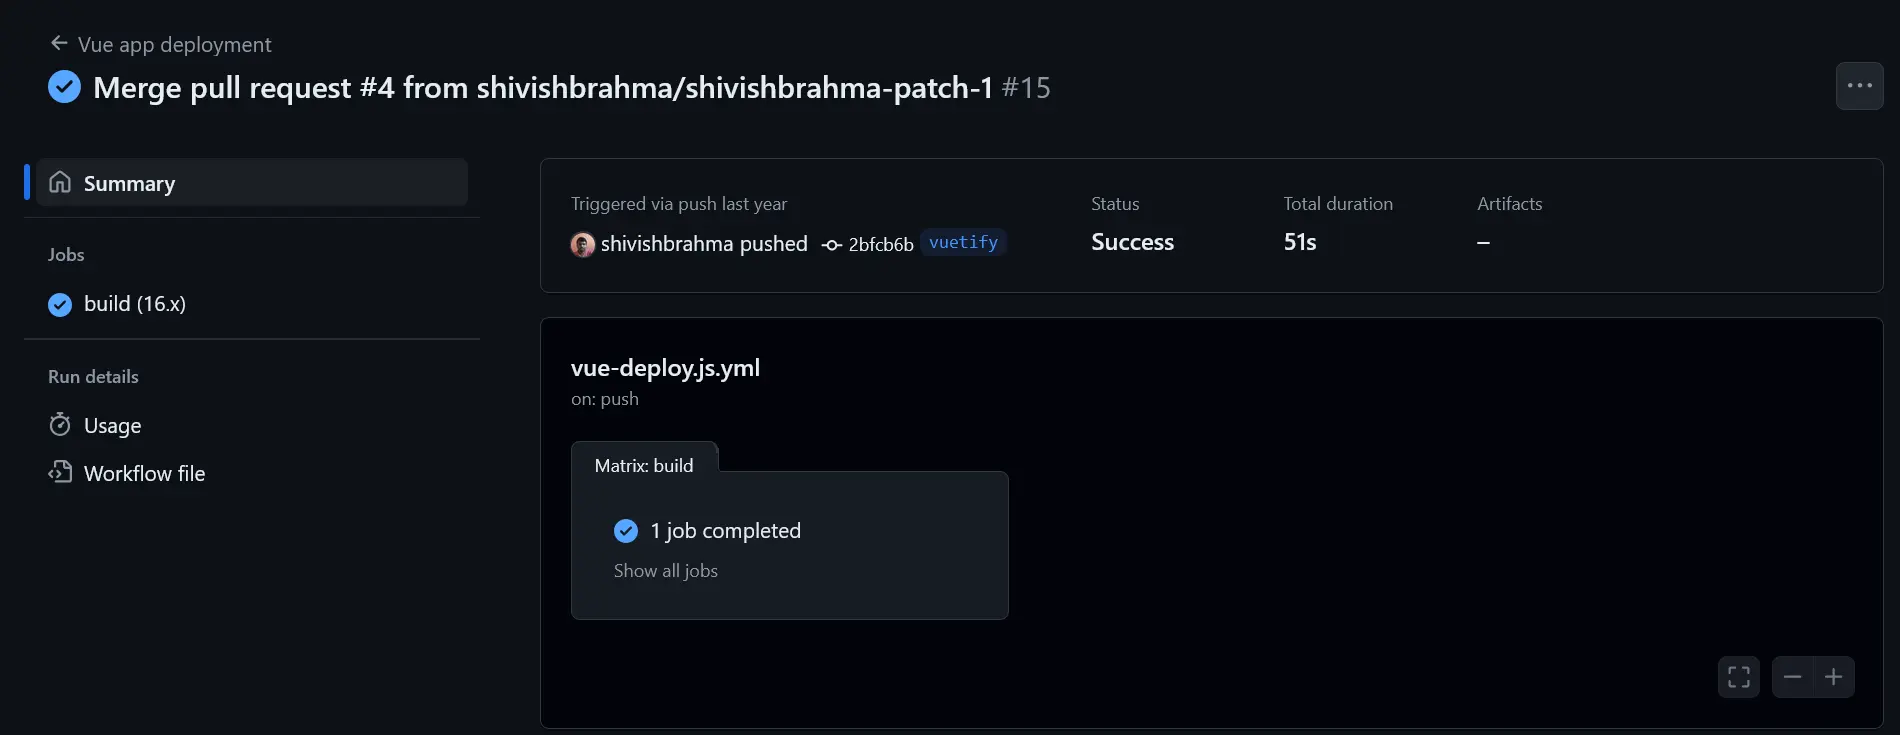 Vue app deployment
Merge pull request #4 from shivishbrahma/shivishbrahma-patch-1 #15
Summary
Jobs
build (16.x)
Run details
Usage
Workflow file
Triggered via push last year
shivishbrahma pushed 2bfcb6b vuetify
Status
Success
Total duration
51s
Artifacts
–
vue-deploy.js.yml
on: push
Matrix: build
1 job completed
Show all jobs